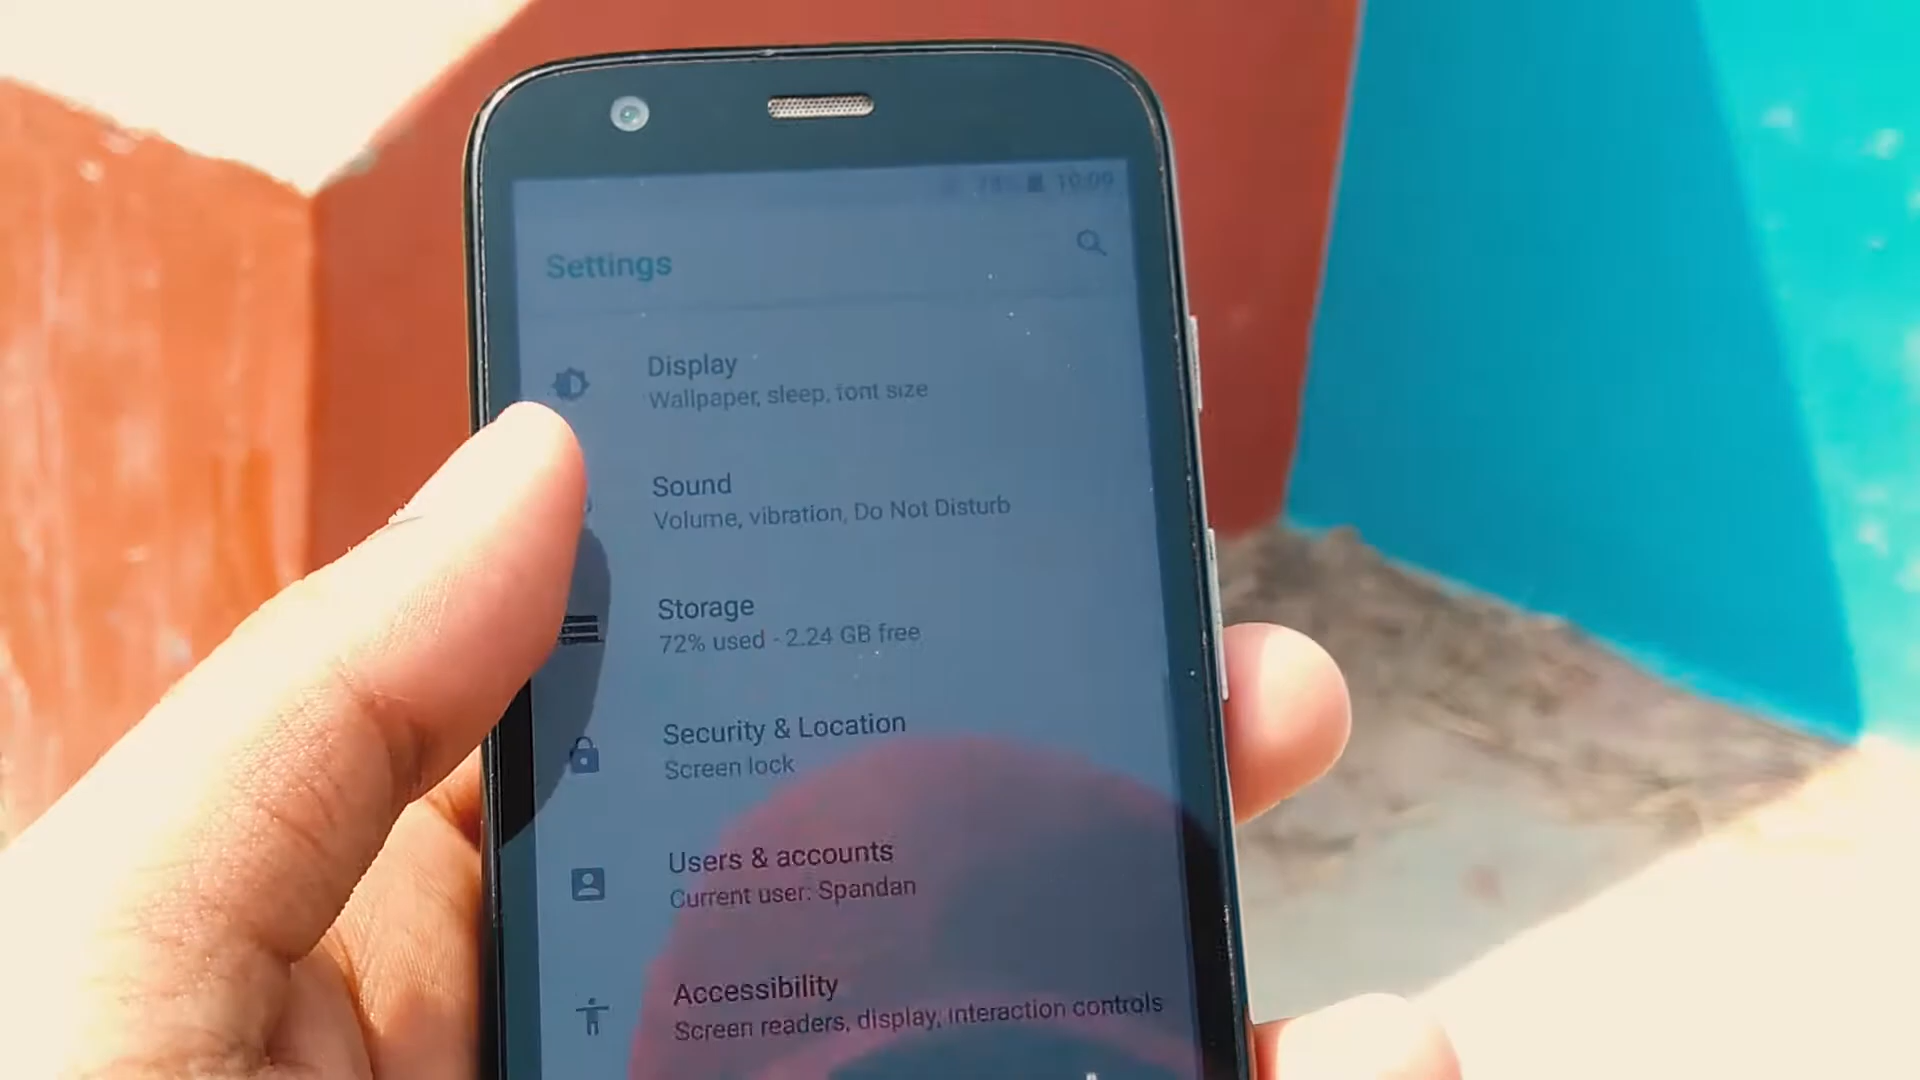 Settings
Display
Wallpaper, sleep, font size
Sound
Volume, vibration, Do Not Disturb
Storage
72% used - 2.24 GB free
Security & Location
Screen lock
Users & accounts
Current user: Spandan
Accessibility
Screen readers, display, interaction controls